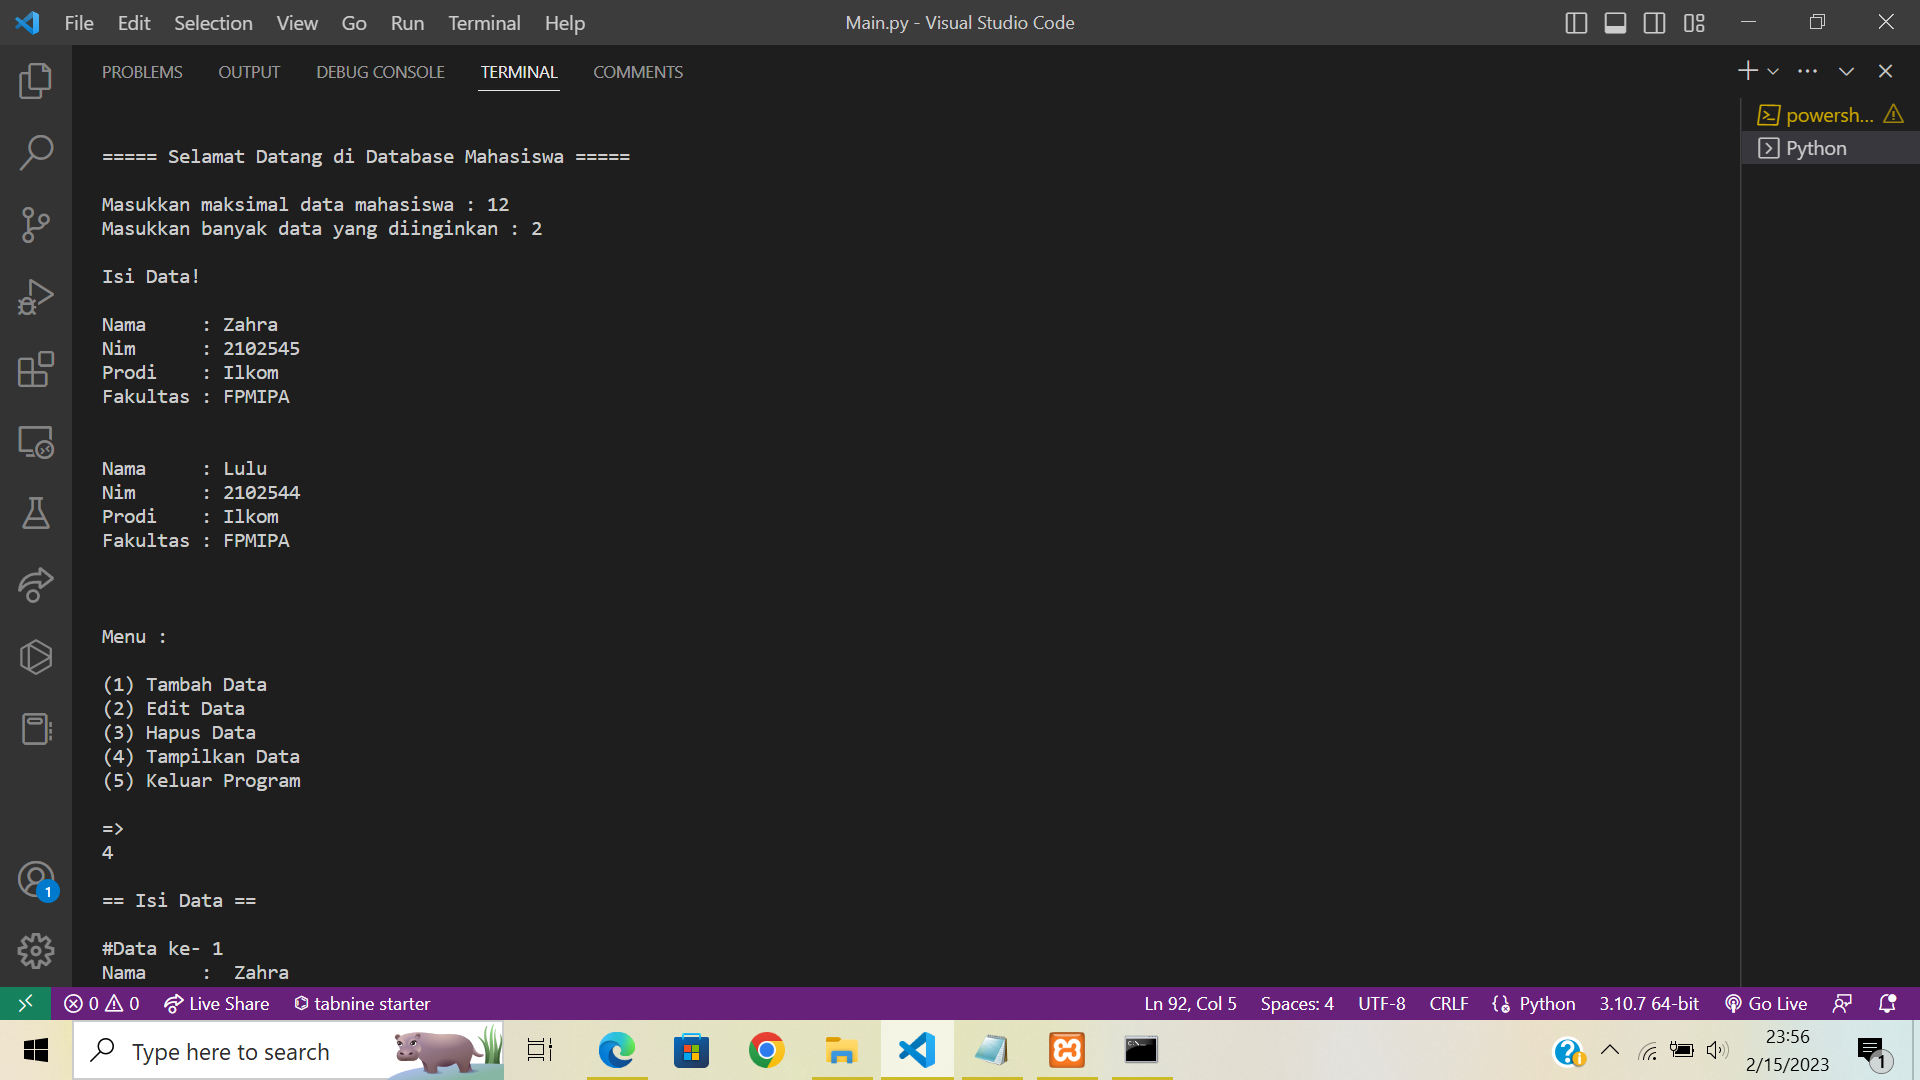 File Edit Selection View Go Run Terminal Help
Main.py - Visual Studio Code
PROBLEMS OUTPUT DEBUG CONSOLE TERMINAL COMMENTS
powersh...
Python
===== Selamat Datang di Database Mahasiswa =====
Masukkan maksimal data mahasiswa : 12
Masukkan banyak data yang diinginkan : 2
Isi Data!
Nama     : Zahra
Nim      : 2102545
Prodi    : Ilkom
Fakultas : FPMIPA
Nama     : Lulu
Nim      : 2102544
Prodi    : Ilkom
Fakultas : FPMIPA
Menu :
(1) Tambah Data
(2) Edit Data
(3) Hapus Data
(4) Tampilkan Data
(5) Keluar Program
=>
4
== Isi Data ==
#Data ke- 1
Nama     :  Zahra
1
0 0 Live Share tabnine starter
Ln 92, Col 5 Spaces: 4 UTF-8 CRLF Python 3.10.7 64-bit Go Live
Type here to search
23:56
2/15/2023
1